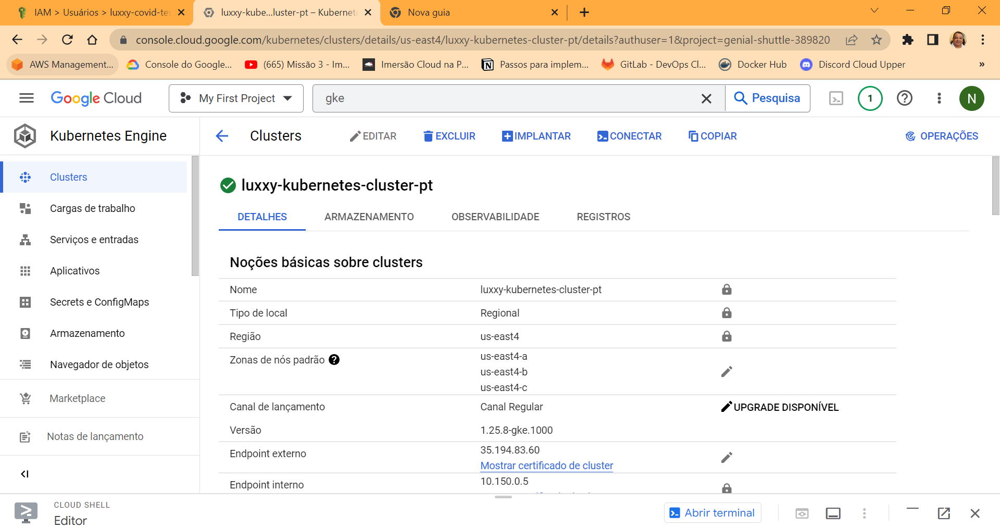 IAM > Usuários > luxxy-covid-tes
luxxy-kube...luster-pt – Kubernete
Nova guia
console.cloud.google.com/kubernetes/clusters/details/us-east4/luxxy-kubernetes-cluster-pt/details?authuser=1&project=genial-shuttle-389820
AWS Management...
Console do Google...
(665) Missão 3 - Im...
Imersão Cloud na P...
Passos para implem...
GitLab - DevOps Cl...
Docker Hub
Discord Cloud Upper
»
Google Cloud
My First Project
gke
Pesquisa
1
N
Kubernetes Engine
Clusters
EDITAR
EXCLUIR
IMPLANTAR
CONECTAR
COPIAR
OPERAÇÕES
Clusters
Cargas de trabalho
Serviços e entradas
Aplicativos
Secrets e ConfigMaps
Armazenamento
Navegador de objetos
Marketplace
Notas de lançamento
luxxy-kubernetes-cluster-pt
DETALHES
ARMAZENAMENTO
OBSERVABILIDADE
REGISTROS
Noções básicas sobre clusters
Nome
luxxy-kubernetes-cluster-pt
Tipo de local
Regional
Região
us-east4
Zonas de nós padrão
us-east4-a
us-east4-b
us-east4-c
Canal de lançamento
Canal Regular
UPGRADE DISPONÍVEL
Versão
1.25.8-gke.1000
Endpoint externo
35.194.83.60
Mostrar certificado de cluster
Endpoint interno
10.150.0.5
CLOUD SHELL
Editor
Abrir terminal